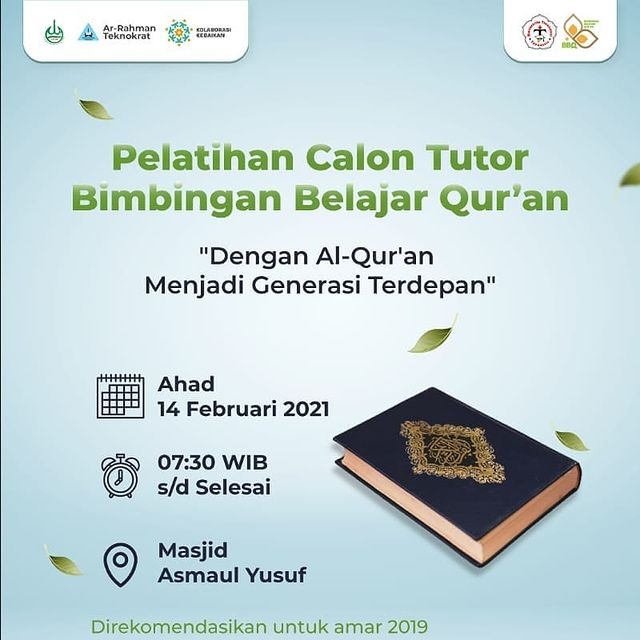 Ar-Rahman
Teknokrat
KOLABORASI
KEBAIKAN
BBQ
Pelatihan Calon Tutor
Bimbingan Belajar Qur'an
"Dengan Al-Qur'an
Menjadi Generasi Terdepan"
Ahad
14 Februari 2021
07:30 WIB
s/d Selesai
Masjid
Asmaul Yusuf
Direkomendasikan untuk amar 2019